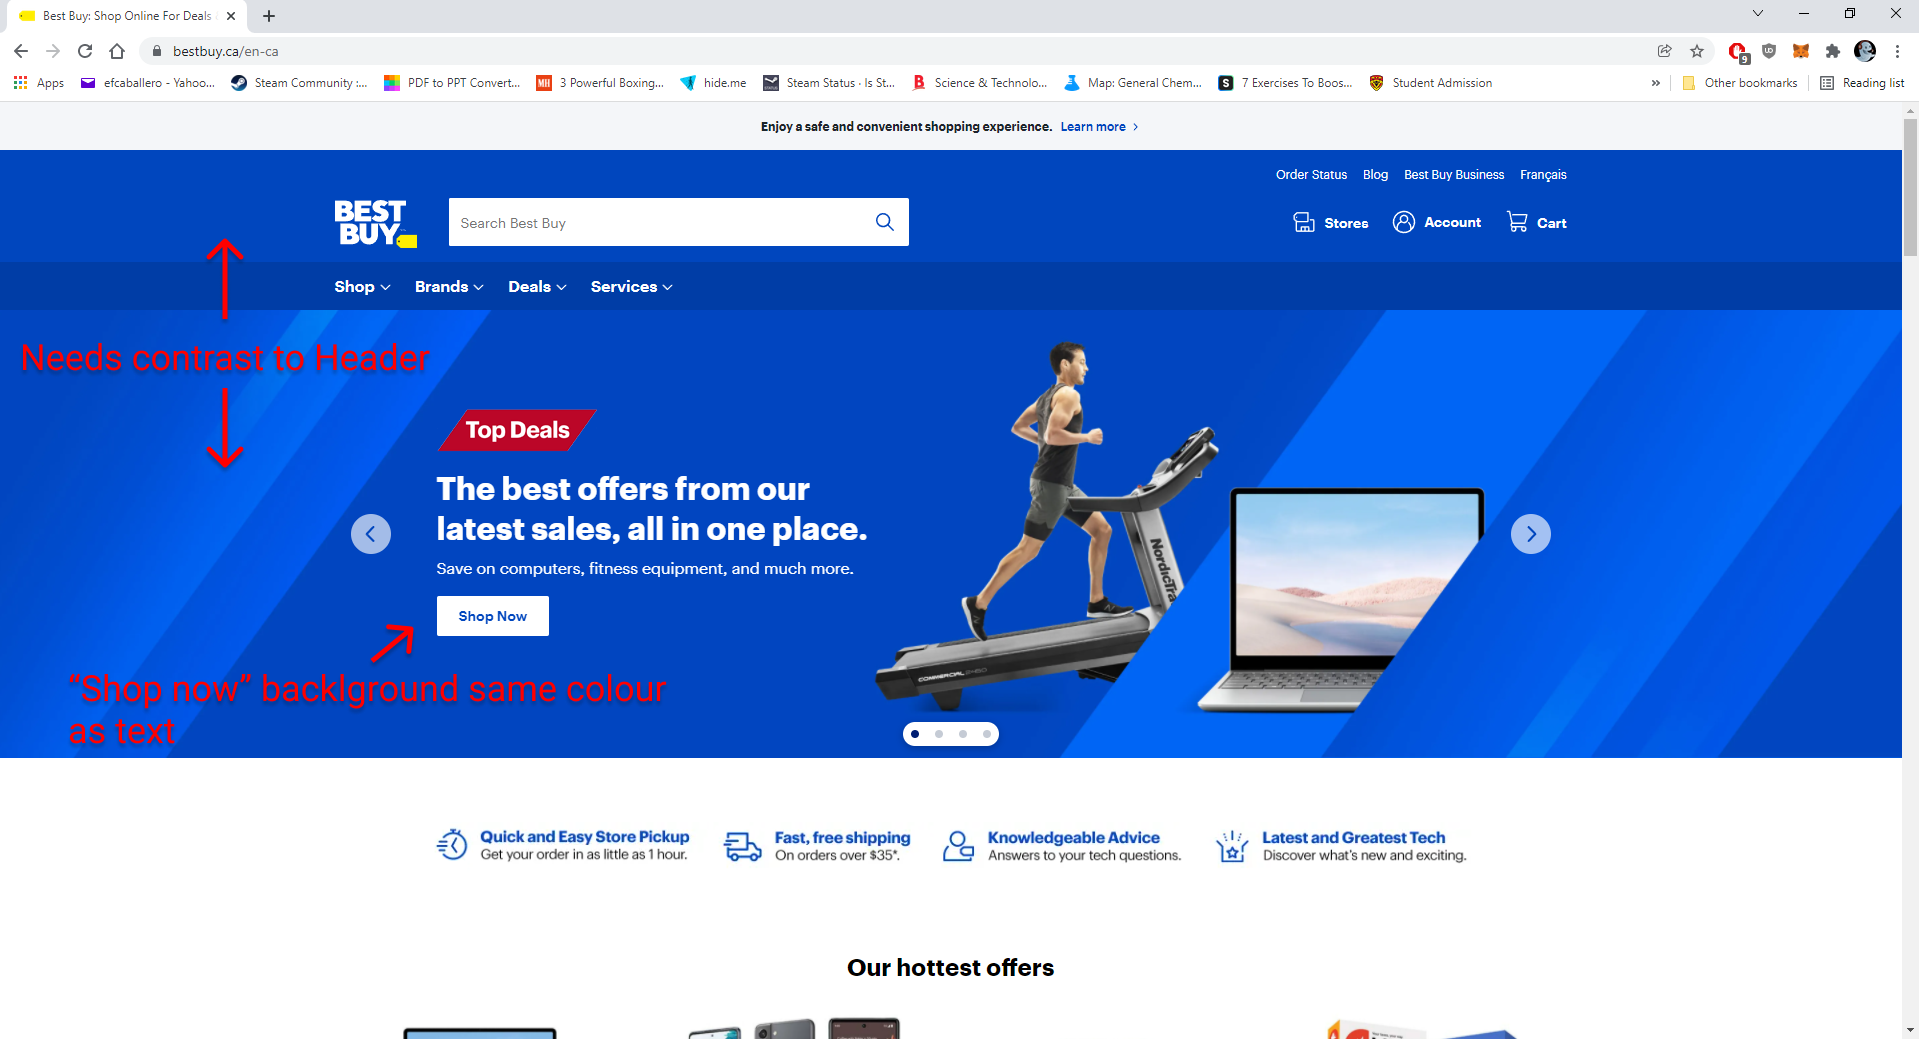 Best Buy: Shop Online For Deals
bestbuy.ca/en-ca
9
Apps
efcaballero - Yahoo...
Steam Community :...
PDF to PPT Convert...
MH
3 Powerful Boxing...
hide.me
Steam Status · Is St...
B
Science & Technolo...
Map: General Chem...
S
7 Exercises To Boos...
Student Admission
»
Other bookmarks
Reading list
Enjoy a safe and convenient shopping experience. Learn more
Order Status
Blog
Best Buy Business
Français
BEST
BUY
Search Best Buy
Stores
Account
Cart
Shop
Brands
Deals
Services
Needs contrast to Header
Top Deals
The best offers from our
latest sales, all in one place.
Save on computers, fitness equipment, and much more.
Shop Now
NordicTra
COMMERCIAL
“Shop now” backlground same colour
as text
Quick and Easy Store Pickup
Get your order in as little as 1 hour.
Fast, free shipping
On orders over $35*.
Knowledgeable Advice
Answers to your tech questions.
Latest and Greatest Tech
Discover what's new and exciting.
Our hottest offers